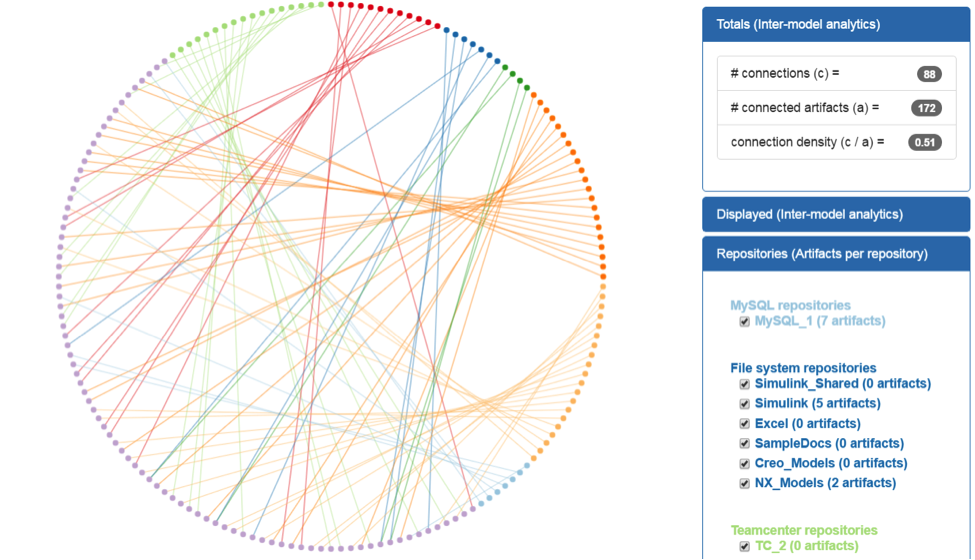 Totals (Inter-model analytics)
# connections (c) = 88
# connected artifacts (a) = 172
connection density (c / a) = 0.51
Displayed (Inter-model analytics)
Repositories (Artifacts per repository)
MySQL repositories
MySQL_1 (7 artifacts)
File system repositories
Simulink_Shared (0 artifacts)
Simulink (5 artifacts)
Excel (0 artifacts)
SampleDocs (0 artifacts)
Creo_Models (0 artifacts)
NX_Models (2 artifacts)
Teamcenter repositories
TC_2 (0 artifacts)